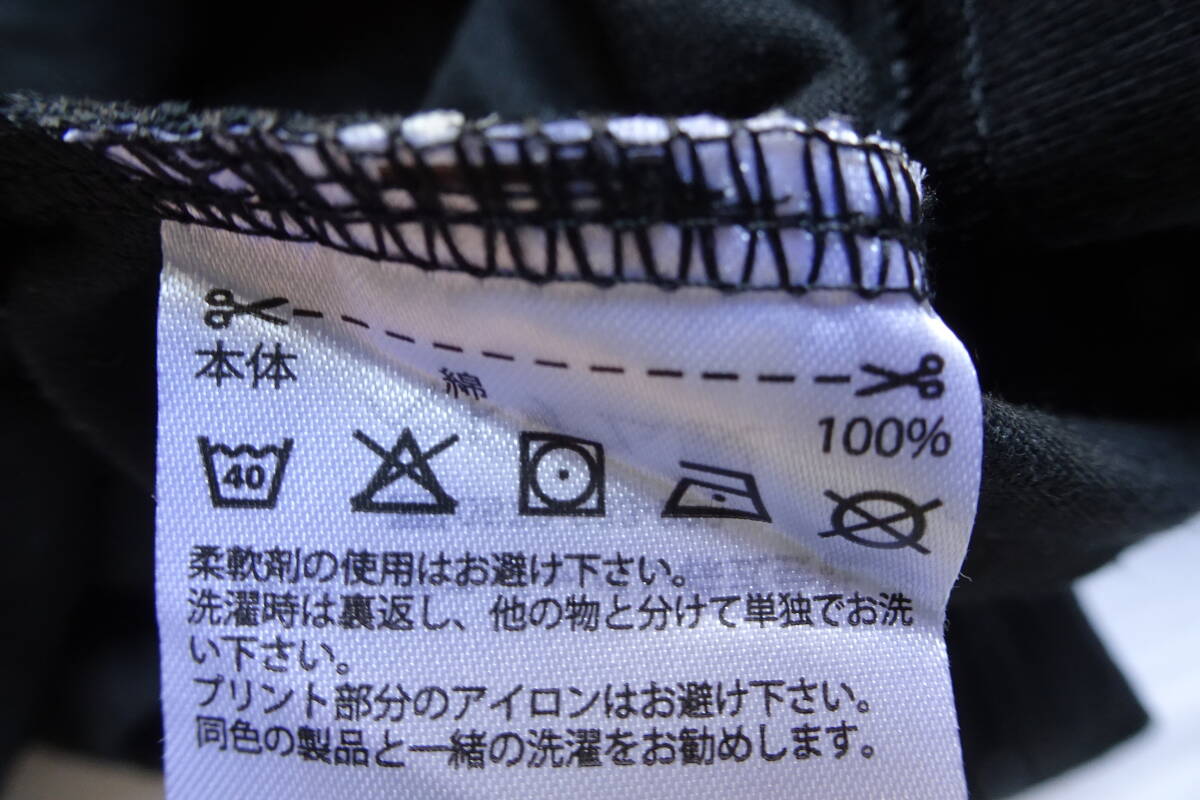 本体 綿 100%
40
柔軟剤の使用はお避け下さい。
洗濯時は裏返し、他の物と分けて単独でお洗
い下さい。
プリント部分のアイロンはお避け下さい。
同色の製品と一緒の洗濯をお勧めします。